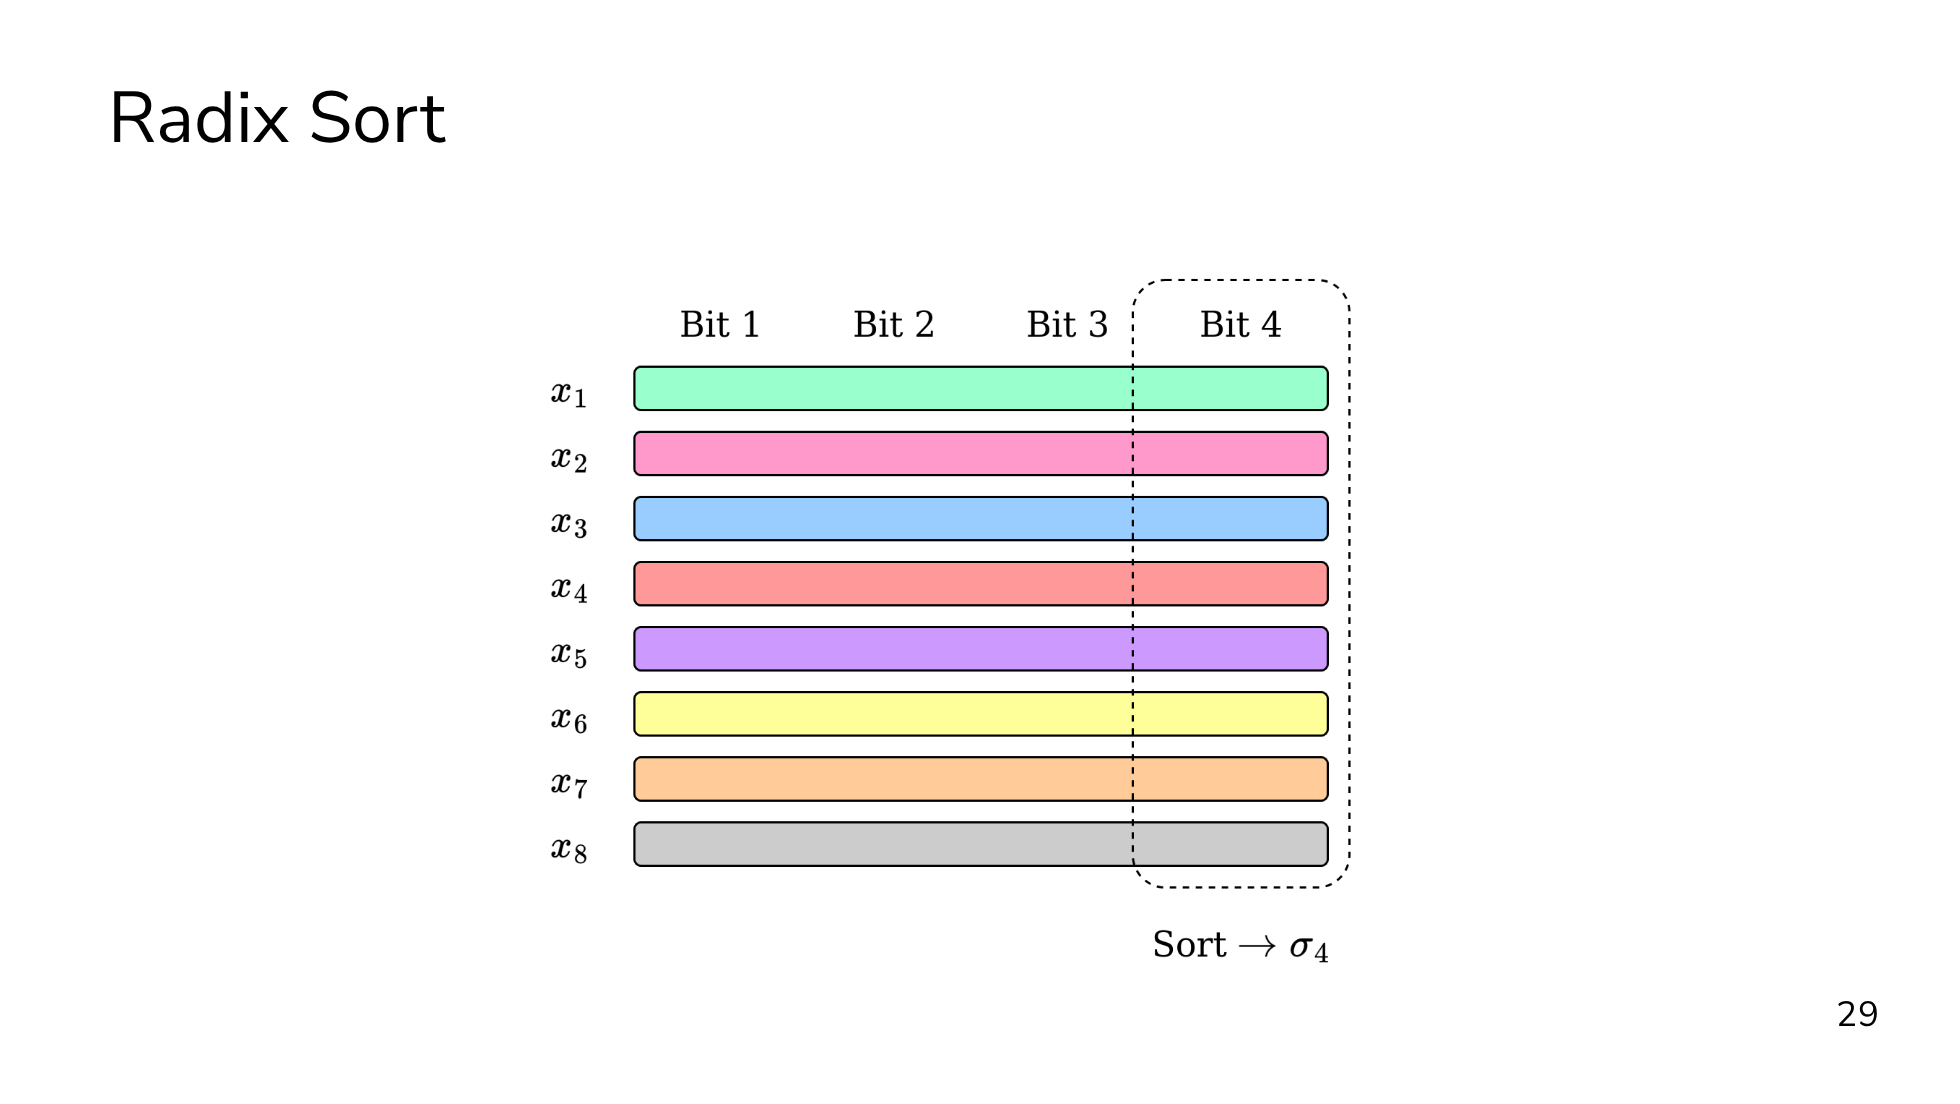 Radix Sort
Bit 1 Bit 2 Bit 3 Bit 4
x₁
x₂
x₃
x₄
x₅
x₆
x₇
x₈
Sort → σ₄
29